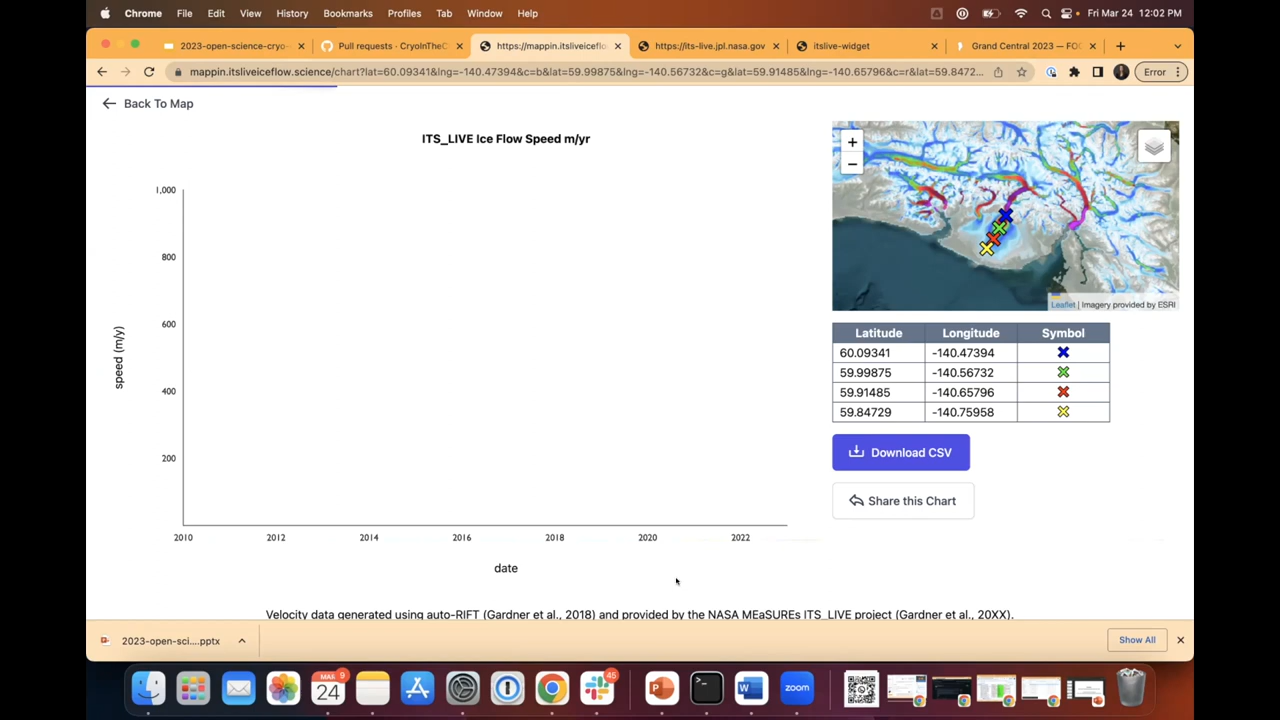 Chrome File Edit View History Bookmarks Profiles Tab Window Help Fri Mar 24 12:02 PM
2023-open-science-cryo- Pull requests · CryoInTheC https://mappin.itsliveiceflo https://its-live.jpl.nasa.gov itslive-widget Grand Central 2023 — FO
mappin.itsliveiceflow.science/chart?lat=60.09341&lng=-140.47394&c=b&lat=59.99875&lng=-140.56732&c=g&lat=59.91485&lng=-140.65796&c=r&lat=59.8472... Error
Back To Map
ITS_LIVE Ice Flow Speed m/yr
1,000
800
600
400
200
speed (m/y)
2010 2012 2014 2016 2018 2020 2022
date
+
−
Leaflet | Imagery provided by ESRI
Latitude Longitude Symbol
60.09341 -140.47394
59.99875 -140.56732
59.91485 -140.65796
59.84729 -140.75958
Download CSV
Share this Chart
Velocity data generated using auto-RIFT (Gardner et al., 2018) and provided by the NASA MEaSUREs ITS_LIVE project (Gardner et al., 20XX).
2023-open-sci....pptx Show All
MAR 9
24
45
zoom